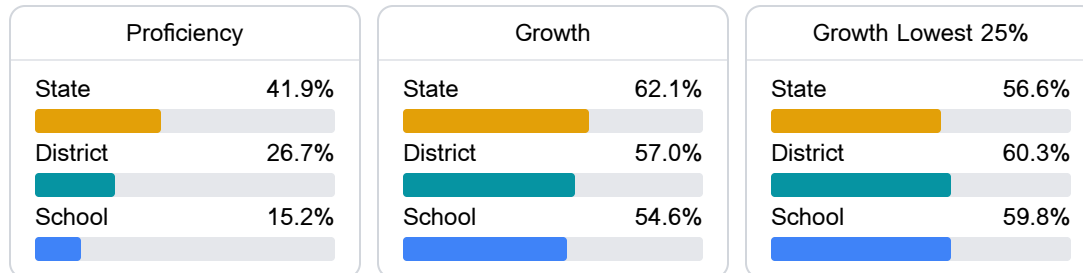 Proficiency
State 41.9%
District 26.7%
School 15.2%
Growth
State 62.1%
District 57.0%
School 54.6%
Growth Lowest 25%
State 56.6%
District 60.3%
School 59.8%